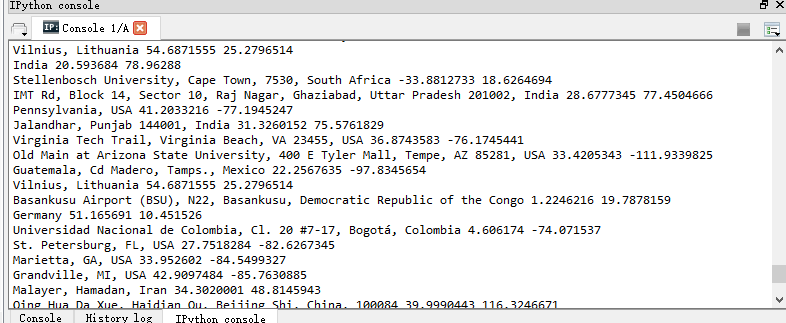 IPython console
IP: Console 1/A
Vilnius, Lithuania 54.6871555 25.2796514
India 20.593684 78.96288
Stellenbosch University, Cape Town, 7530, South Africa -33.8812733 18.6264694
IMT Rd, Block 14, Sector 10, Raj Nagar, Ghaziabad, Uttar Pradesh 201002, India 28.6777345 77.4504666
Pennsylvania, USA 41.2033216 -77.1945247
Jalandhar, Punjab 144001, India 31.3260152 75.5761829
Virginia Tech Trail, Virginia Beach, VA 23455, USA 36.8743583 -76.1745441
Old Main at Arizona State University, 400 E Tyler Mall, Tempe, AZ 85281, USA 33.4205343 -111.9339825
Guatemala, Cd Madero, Tamps., Mexico 22.2567635 -97.8345654
Vilnius, Lithuania 54.6871555 25.2796514
Basankusu Airport (BSU), N22, Basankusu, Democratic Republic of the Congo 1.2246216 19.7878159
Germany 51.165691 10.451526
Universidad Nacional de Colombia, Cl. 20 #7-17, Bogotá, Colombia 4.606174 -74.071537
St. Petersburg, FL, USA 27.7518284 -82.6267345
Marietta, GA, USA 33.952602 -84.5499327
Grandville, MI, USA 42.9097484 -85.7630885
Malayer, Hamadan, Iran 34.3020001 48.8145943
Qing Hua Da Xue, Haidian Qu, Beijing Shi, China, 100084 39.9990443 116.3246671
Console History log IPython console